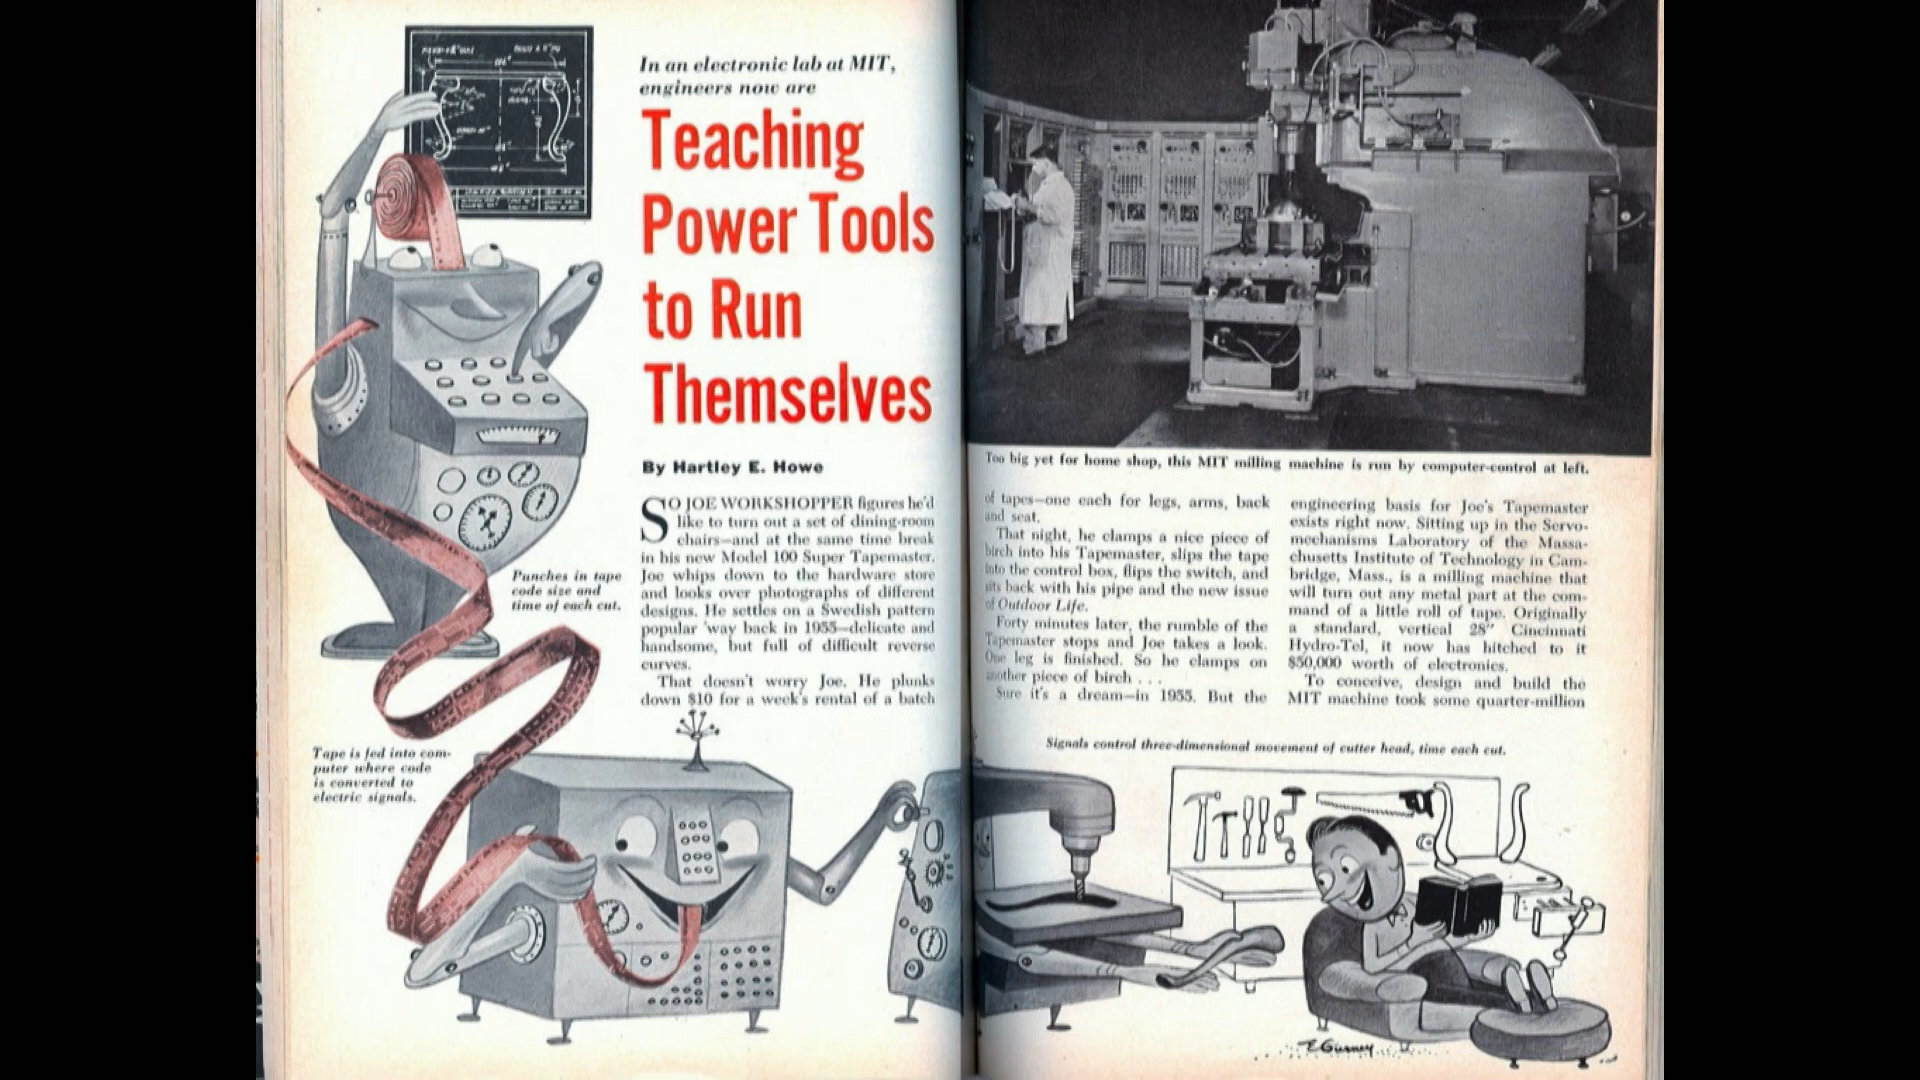 In an electronic lab at MIT,
engineers now are
Teaching
Power Tools
to Run
Themselves
By Hartley E. Howe
SO JOE WORKSHOPPER figures he'd
like to turn out a set of dining-room
chairs—and at the same time break
in his new Model 100 Super Tapemaster.
Joe whips down to the hardware store
and looks over photographs of different
designs. He settles on a Swedish pattern
popular 'way back in 1955—delicate and
handsome, but full of difficult reverse
curves.
That doesn't worry Joe. He plunks
down $10 for a week's rental of a batch
Punches in tape
code size and
time of each cut.
Tape is fed into com-
puter where code
is converted to
electric signals.
Too big yet for home shop, this MIT milling machine is run by computer-control at left.
of tapes—one each for legs, arms, back
and seat.
That night, he clamps a nice piece of
birch into his Tapemaster, slips the tape
into the control box, flips the switch, and
sits back with his pipe and the new issue
of Outdoor Life.
Forty minutes later, the rumble of the
Tapemaster stops and Joe takes a look.
One leg is finished. So he clamps on
another piece of birch . . .
Sure it's a dream—in 1955. But the
engineering basis for Joe's Tapemaster
exists right now. Sitting up in the Servo-
mechanisms Laboratory of the Massa-
chusetts Institute of Technology in Cam-
bridge, Mass., is a milling machine that
will turn out any metal part at the com-
mand of a little roll of tape. Originally
a standard, vertical 28" Cincinnati
Hydro-Tel, it now has hitched to it
$50,000 worth of electronics.
To conceive, design and build the
MIT machine took some quarter-million
Signals control three-dimensional movement of cutter head, time each cut.
E Gurney